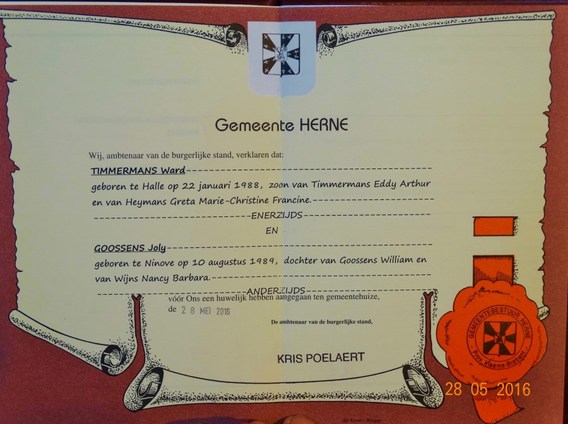 Gemeente HERNE
Wij, ambtenaar van de burgerlijke stand, verklaren dat:
TIMMERMANS Ward
geboren te Halle op 22 januari 1988, zoon van Timmermans Eddy Arthur
en van Heymans Greta Marie-Christine Francine.
ENERZIJDS
EN
GOOSSENS Joly
geboren te Ninove op 10 augustus 1989, dochter van Goossens William en
van Wijns Nancy Barbara.
ANDERZIJDS
vóór Ons een huwelijk hebben aangegaan ten gemeentehuize,
de 28 MEI 2016
De ambtenaar van de burgerlijke stand,
KRIS POELAERT
GEMEENTEBESTUUR HERNE
Prov. Vlaams-Brabant
28 05 2016